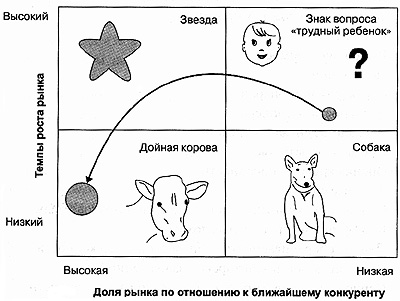 Высокий
Звезда
Знак вопроса
«трудный ребенок»
?
Темпы роста рынка
Дойная корова
Собака
Низкий
Высокая
Низкая
Доля рынка по отношению к ближайшему конкуренту